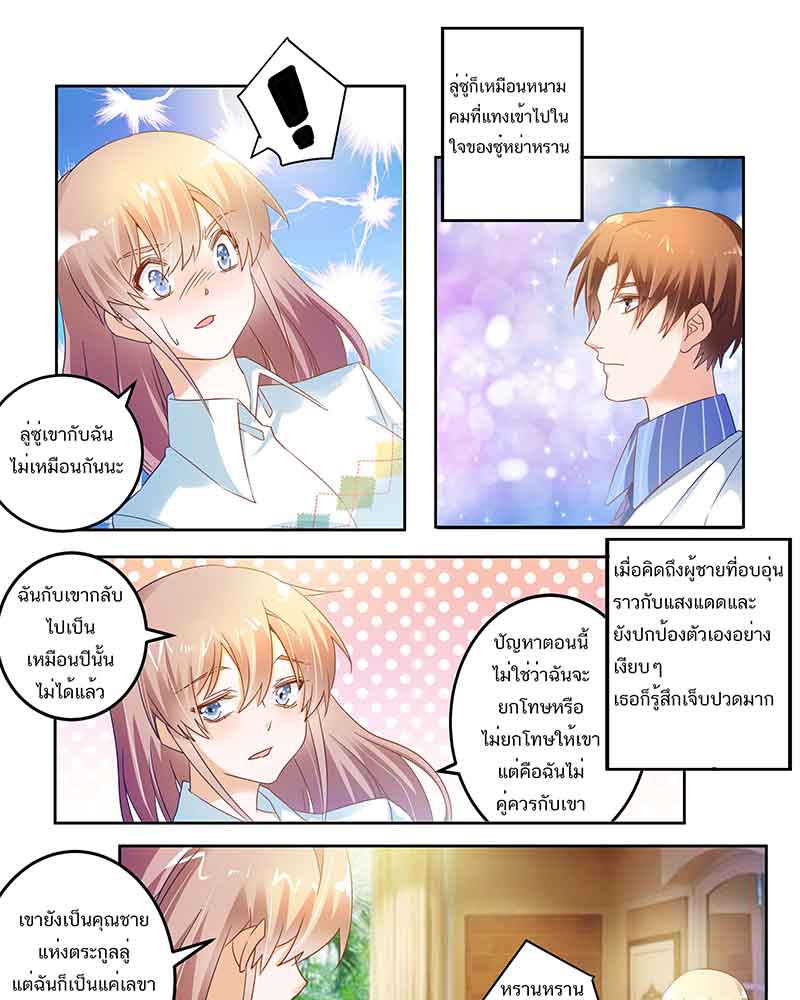 !
ลู่ซู่ก็เหมือนหนาม
คมที่แทงเข้าไปใน
ใจของซู่หย่าหราน
ลู่ซู่เขากับฉัน
ไม่เหมือนกันนะ
ฉันกับเขากลับ
ไปเป็น
เหมือนปีนั้น
ไม่ได้แล้ว
ปัญหาตอนนี้
ไม่ใช่ว่าฉันจะ
ยกโทษหรือ
ไม่ยกโทษให้เขา
แต่คือฉันไม่
คู่ควรกับเขา
เมื่อคิดถึงผู้ชายที่อบอุ่น
ราวกับแสงแดดและ
ยังปกป้องตัวเองอย่าง
เงียบๆ
เธอก็รู้สึกเจ็บปวดมาก
เขายังเป็นคุณชาย
แห่งตระกูลลู่
แต่ฉันก็เป็นแค่เลขา
หรานหราน